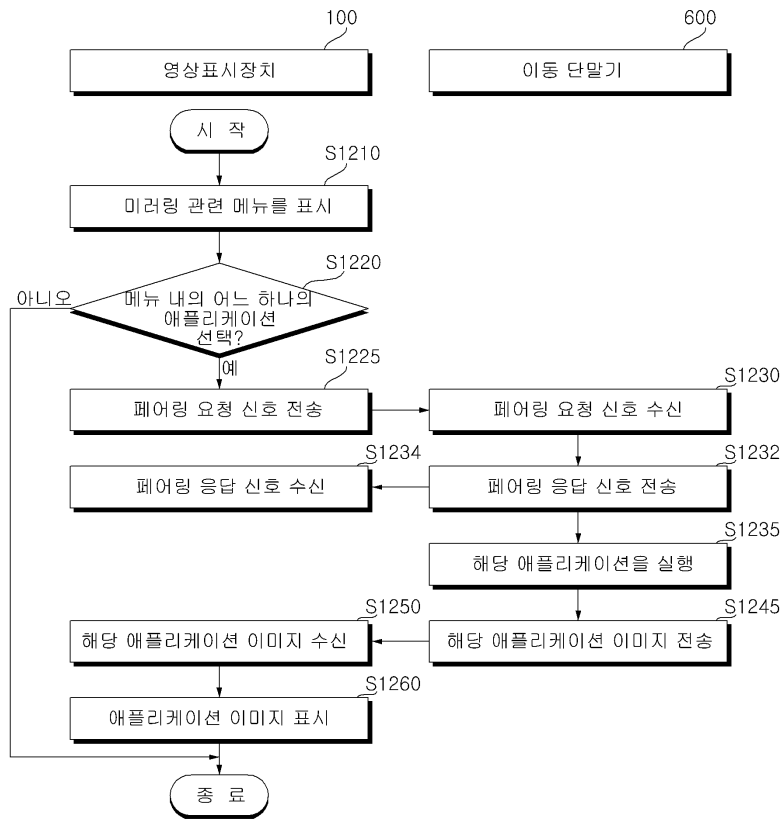 100
600
영상표시장치
이동 단말기
시 작
S1210
미러링 관련 메뉴를 표시
S1220
아니오
메뉴 내의 어느 하나의
애플리케이션
선택?
예
S1225
S1230
페어링 요청 신호 전송
페어링 요청 신호 수신
S1234
S1232
페어링 응답 신호 수신
페어링 응답 신호 전송
S1235
해당 애플리케이션을 실행
S1250
S1245
해당 애플리케이션 이미지 수신
해당 애플리케이션 이미지 전송
S1260
애플리케이션 이미지 표시
종 료